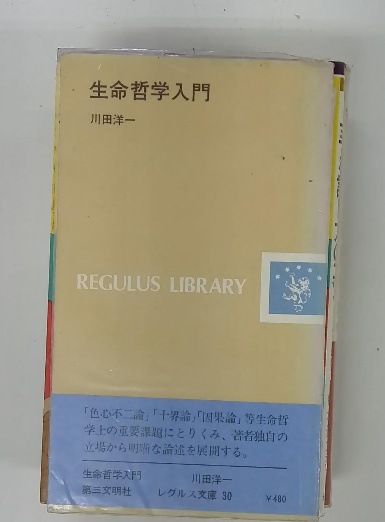 生命哲学入門
川田洋一
REGULUS LIBRARY
「色心不二論」「十界論」「因果論」等生命哲
学上の重要課題にとりくみ、著者独自の
立場から明晰な論述を展開する。
生命哲学入門 川田洋一
第三文明社 レグルス文庫 30 ¥480